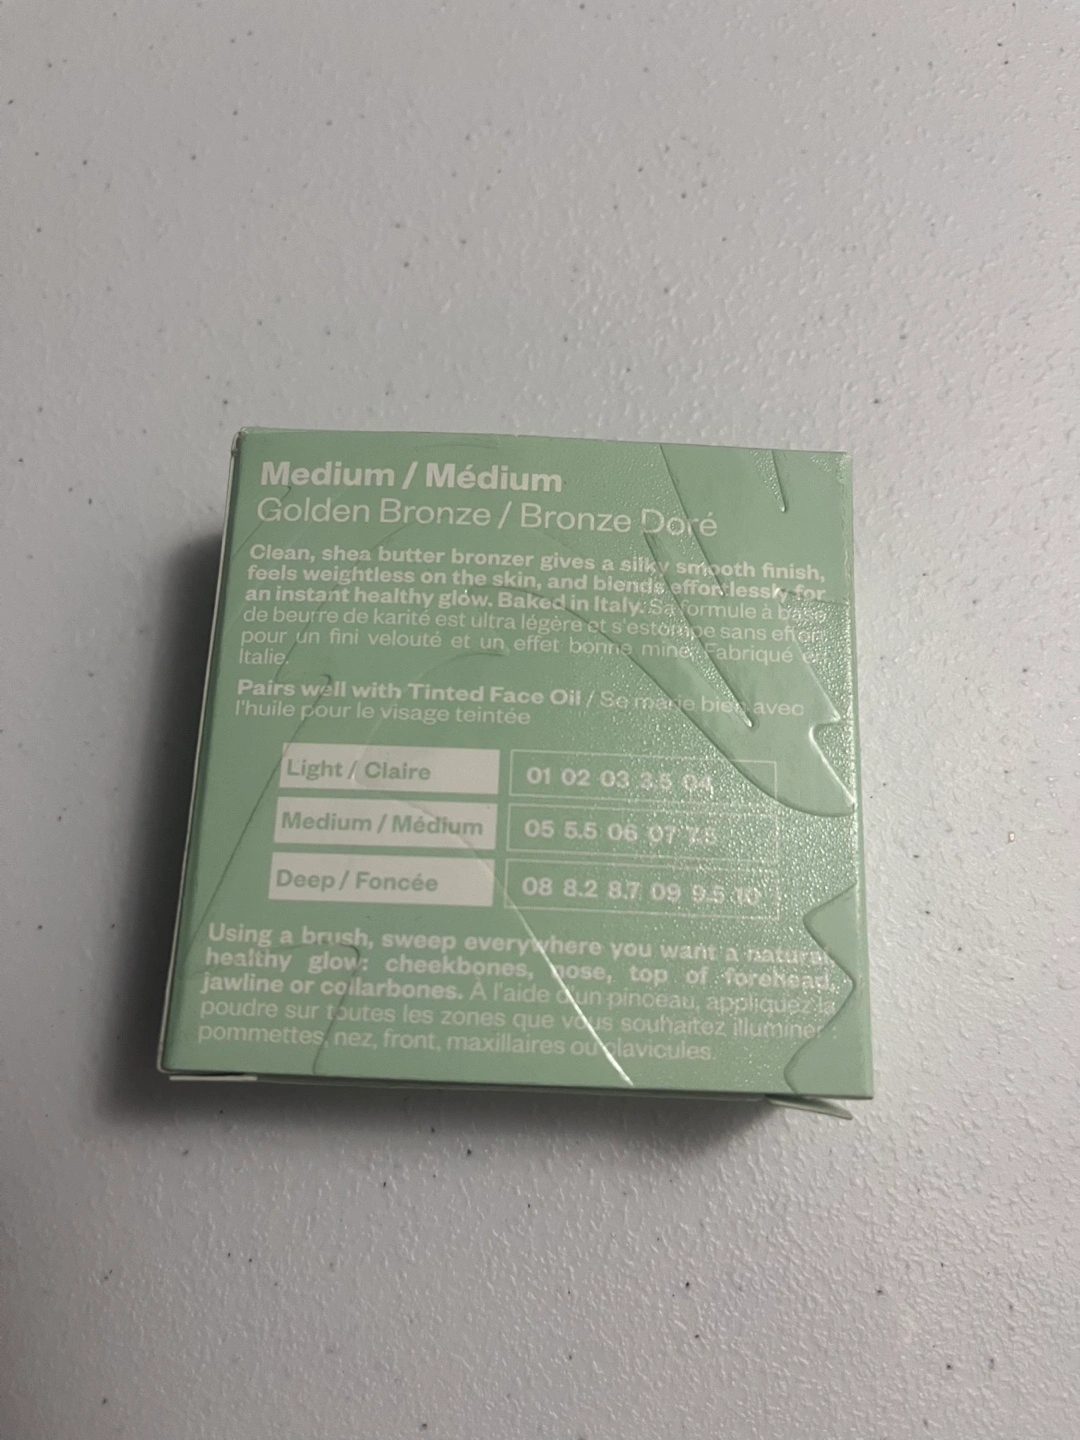 Medium / Médium
Golden Bronze / Bronze Doré
Clean, shea butter bronzer gives a silky smooth finish,
feels weightless on the skin, and blends effortlessly for
an instant healthy glow. Baked in Italy. Sa formule à base
de beurre de karité est ultra légère et s'estompe sans effort
pour un fini velouté et un effet bonne mine. Fabriqué en
Italie.
Pairs well with Tinted Face Oil / Se marie bien avec
l'huile pour le visage teintée
Light / Claire 01 02 03 3.5 04
Medium / Médium 05 5.5 06 07 7.5
Deep / Foncée 08 8.2 8.7 09 9.5 10
Using a brush, sweep everywhere you want a natural
healthy glow: cheekbones, nose, top of forehead,
jawline or collarbones. À l'aide d'un pinceau, appliquez la
poudre sur toutes les zones que vous souhaitez illuminer :
pommettes, nez, front, maxillaires ou clavicules.